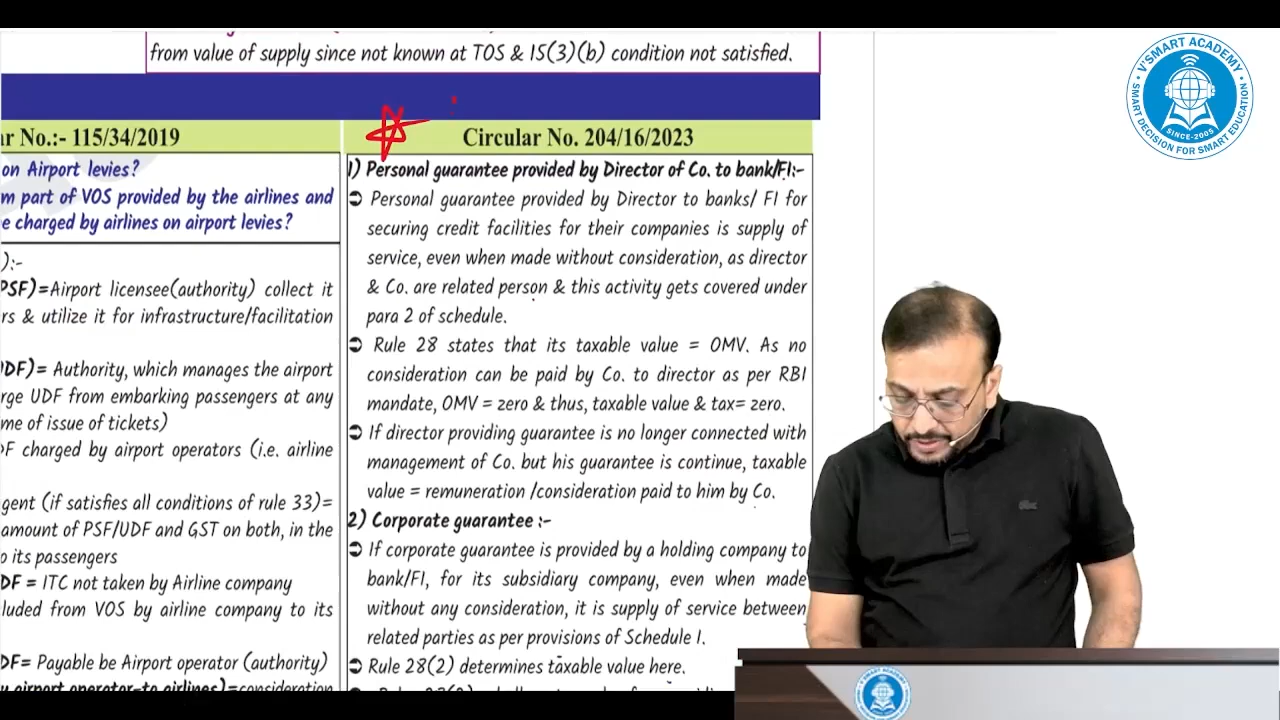 from value of supply since not known at TOS & 15(3)(b) condition not satisfied.
ar No.:- 115/34/2019
on Airport levies?
m part of VOS provided by the airlines and
e charged by airlines on airport levies?
):-
PSF)=Airport licensee(authority) collect it
rs & utilize it for infrastructure/facilitation
DF)= Authority, which manages the airport
rge UDF from embarking passengers at any
me of issue of tickets)
DF charged by airport operators (i.e. airline
gent (if satisfies all conditions of rule 33)=
amount of PSF/UDF and GST on both, in the
o its passengers
DF = ITC not taken by Airline company
luded from VOS by airline company to its
DF= Payable be Airport operator (authority)
y airport operator to airlines)=consideration
Circular No. 204/16/2023
1) Personal guarantee provided by Director of Co. to bank/FI:-
➲ Personal guarantee provided by Director to banks/ FI for
securing credit facilities for their companies is supply of
service, even when made without consideration, as director
& Co. are related person & this activity gets covered under
para 2 of schedule.
➲ Rule 28 states that its taxable value = OMV. As no
consideration can be paid by Co. to director as per RBI
mandate, OMV = zero & thus, taxable value & tax= zero.
➲ If director providing guarantee is no longer connected with
management of Co. but his guarantee is continue, taxable
value = remuneration /consideration paid to him by Co.
2) Corporate guarantee :-
➲ If corporate guarantee is provided by a holding company to
bank/FI, for its subsidiary company, even when made
without any consideration, it is supply of service between
related parties as per provisions of Schedule I.
➲ Rule 28(2) determines taxable value here.
V'SMART ACADEMY
SMART DECISION FOR SMART EDUCATION
SINCE-2005